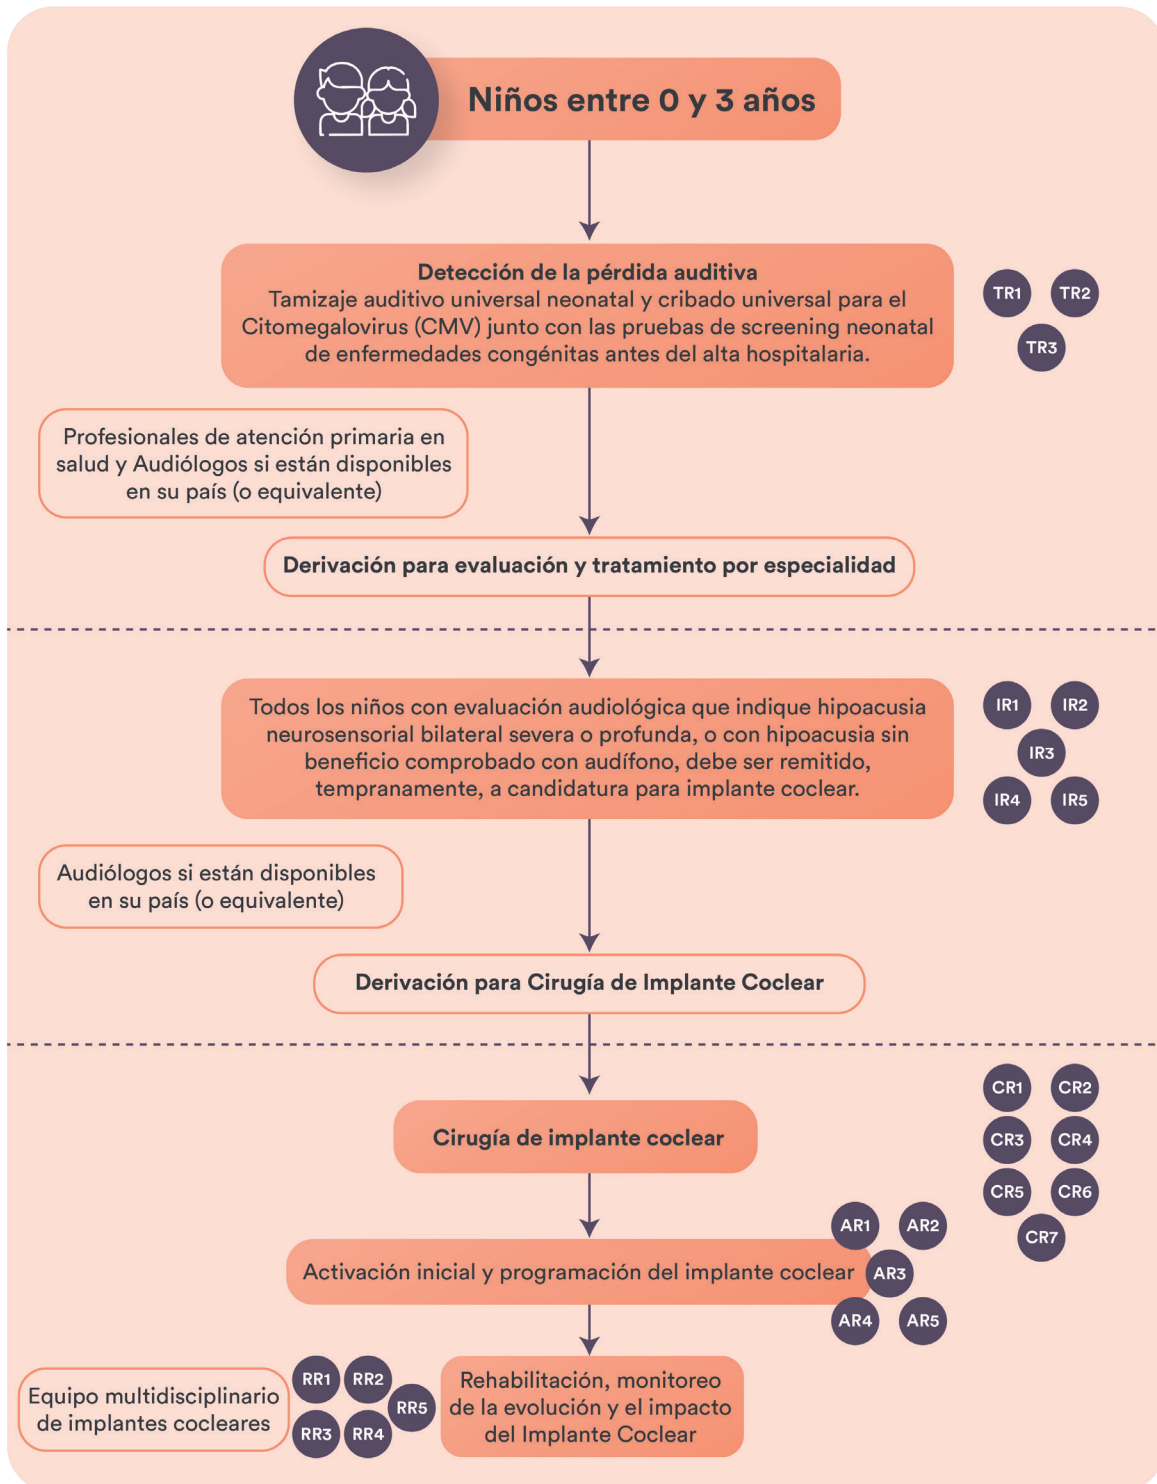 Niños entre 0 y 3 años
Detección de la pérdida auditiva
Tamizaje auditivo universal neonatal y cribado universal para el
Citomegalovirus (CMV) junto con las pruebas de screening neonatal
de enfermedades congénitas antes del alta hospitalaria.
TR1 TR2
TR3
Profesionales de atención primaria en
salud y Audiólogos si están disponibles
en su país (o equivalente)
Derivación para evaluación y tratamiento por especialidad
Todos los niños con evaluación audiológica que indique hipoacusia
neurosensorial bilateral severa o profunda, o con hipoacusia sin
beneficio comprobado con audífono, debe ser remitido,
tempranamente, a candidatura para implante coclear.
IR1 IR2
IR3
IR4 IR5
Audiólogos si están disponibles
en su país (o equivalente)
Derivación para Cirugía de Implante Coclear
Cirugía de implante coclear
CR1 CR2
CR3 CR4
CR5 CR6
CR7
Activación inicial y programación del implante coclear
AR1 AR2
AR3
AR4 AR5
Equipo multidisciplinario
de implantes cocleares
RR1 RR2
RR5
RR3 RR4
Rehabilitación, monitoreo
de la evolución y el impacto
del Implante Coclear